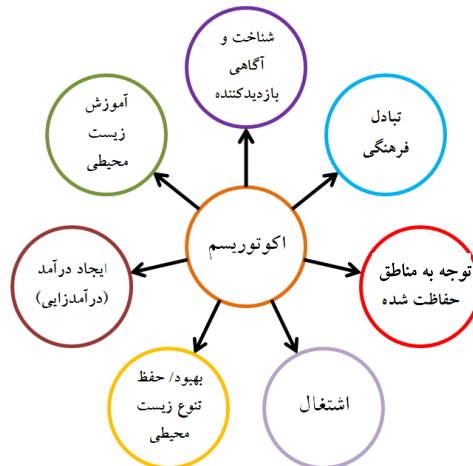 شناخت و
آگاهی
بازدیدکننده
تبادل
فرهنگی
توجه به مناطق
حفاظت شده
اشتغال
بهبود/ حفظ
تنوع زیست
محیطی
ایجاد درآمد
(درآمدزایی)
آموزش
زیست
محیطی
اکوتوریسم